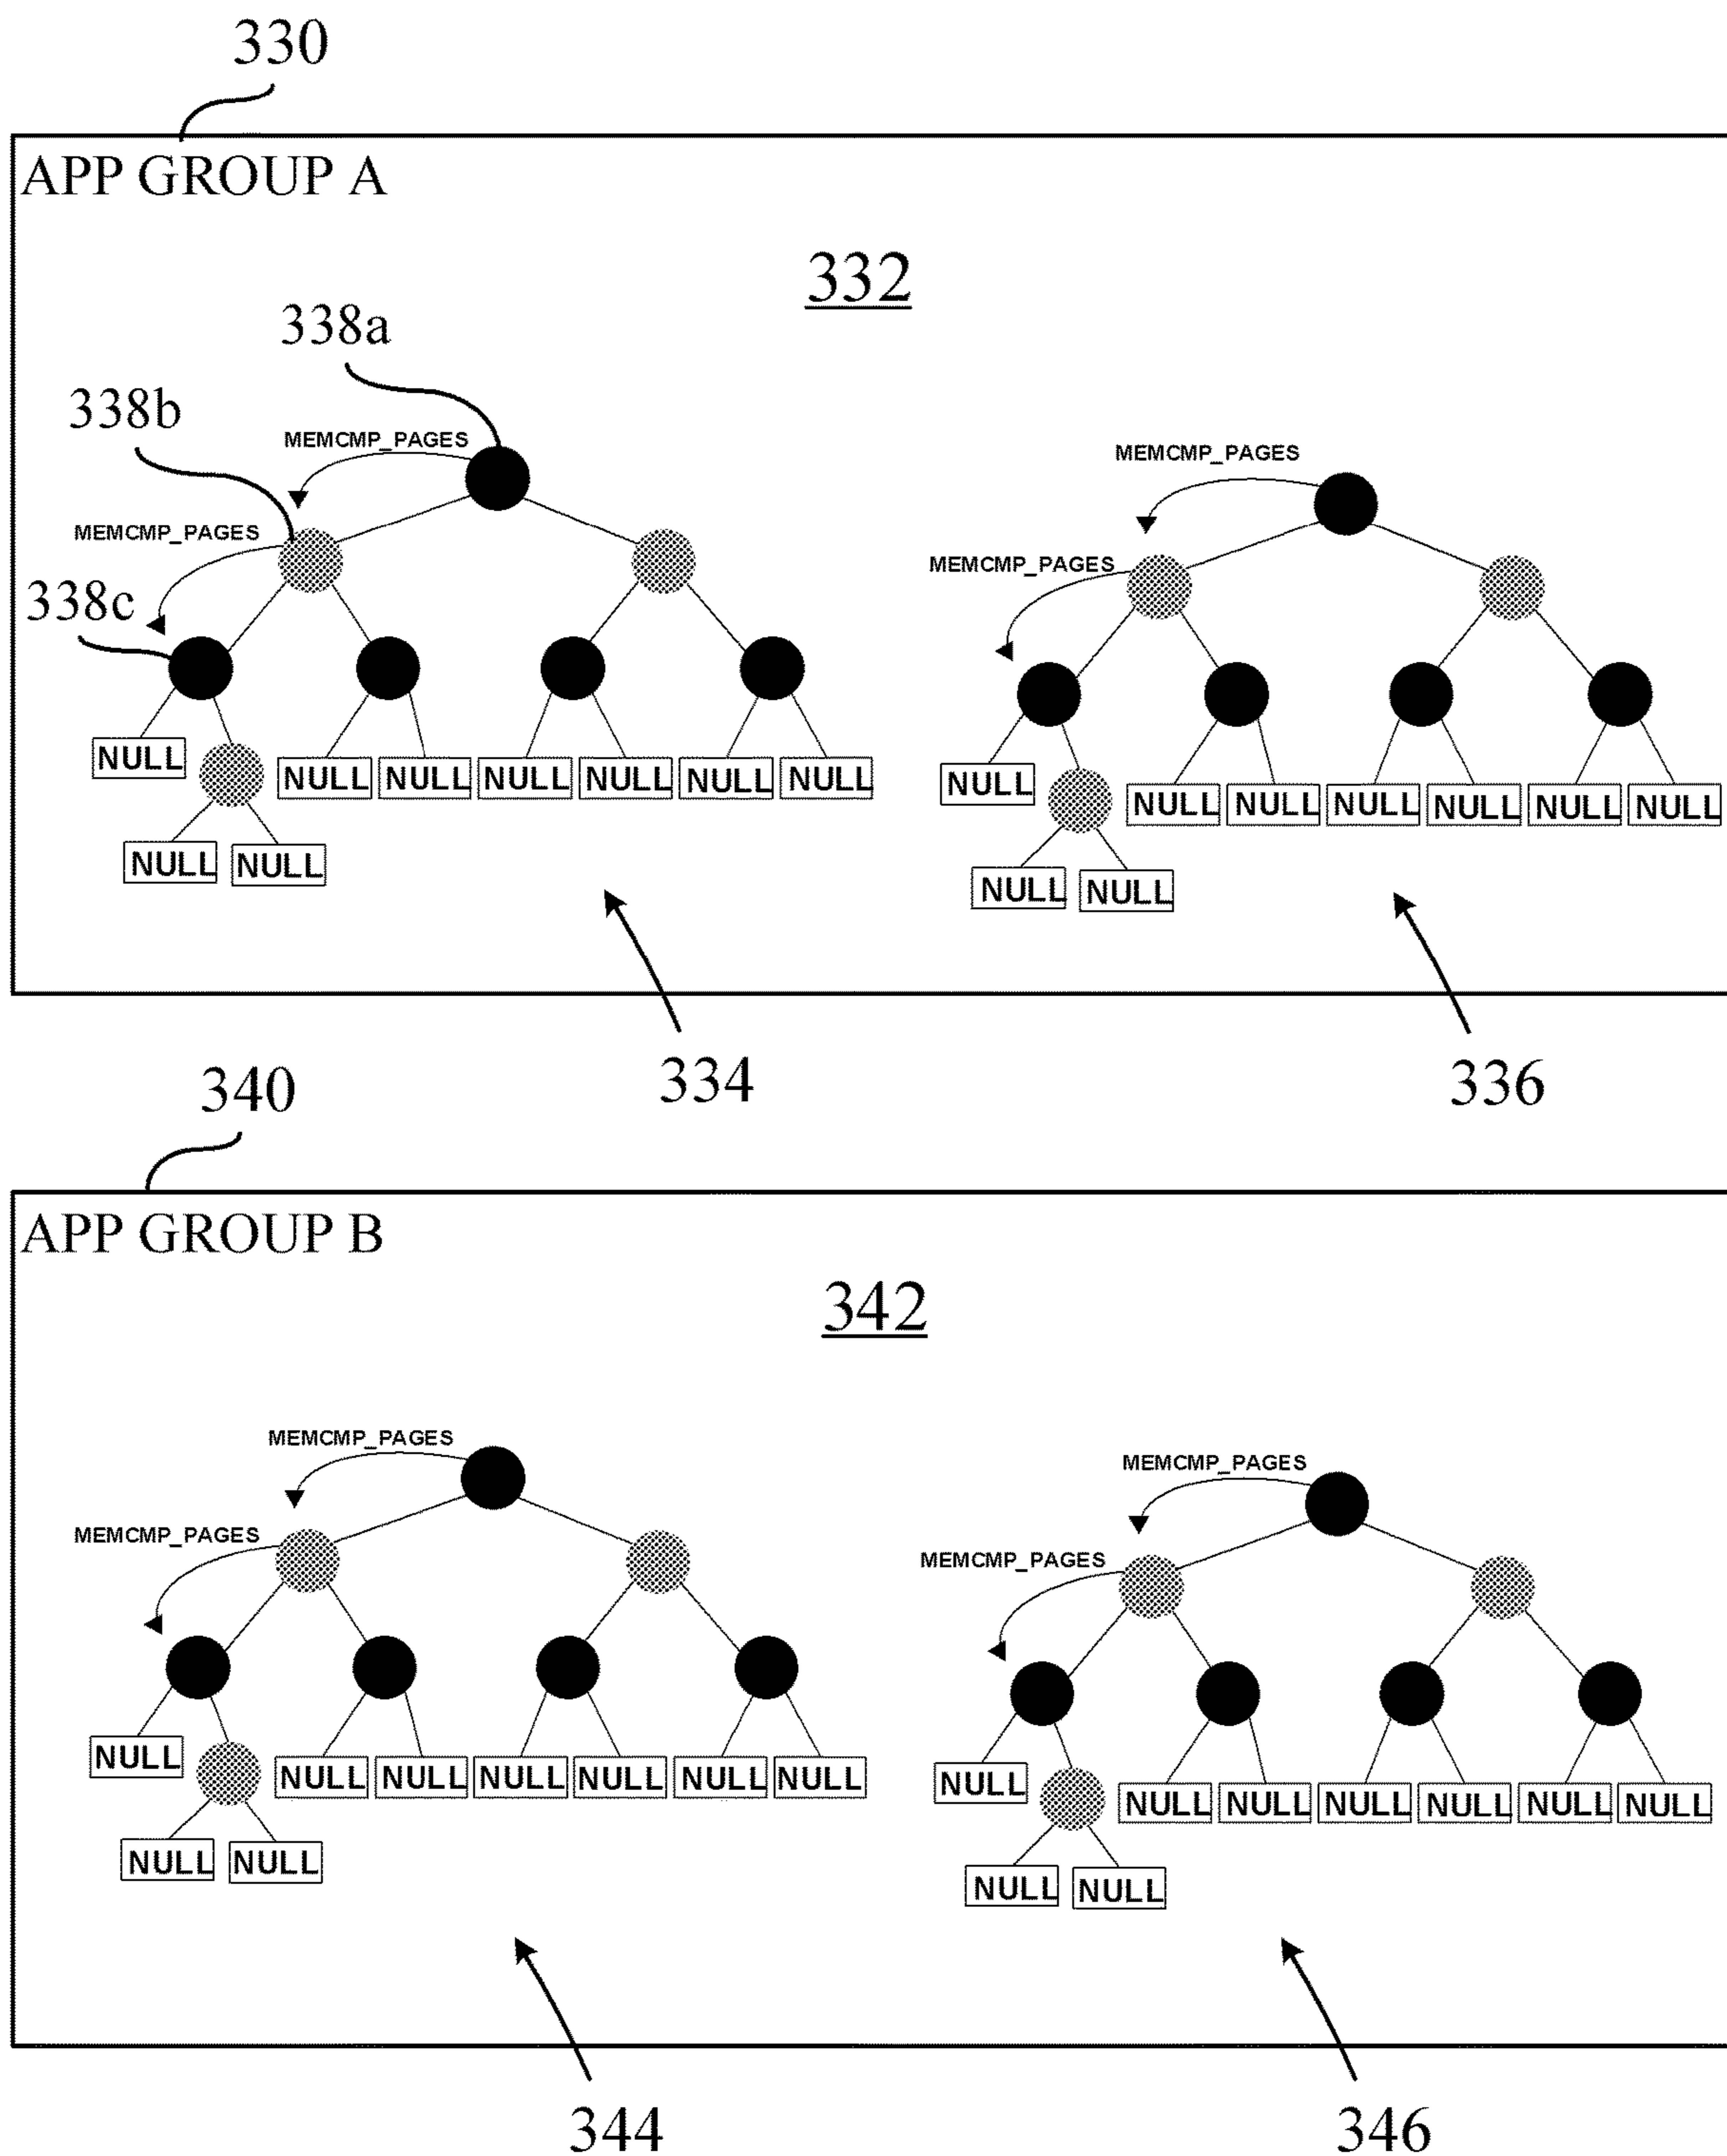 330
APP GROUP A
332
338a
338b
MEMCMP_PAGES
MEMCMP_PAGES
MEMCMP_PAGES
MEMCMP_PAGES
338c
NULL
NULL NULL NULL NULL NULL NULL
NULL NULL
NULL
NULL NULL NULL NULL NULL NULL
NULL NULL
334
336
340
APP GROUP B
342
MEMCMP_PAGES
MEMCMP_PAGES
MEMCMP_PAGES
MEMCMP_PAGES
NULL
NULL NULL NULL NULL NULL NULL
NULL NULL
NULL
NULL NULL NULL NULL NULL NULL
NULL NULL
344
346